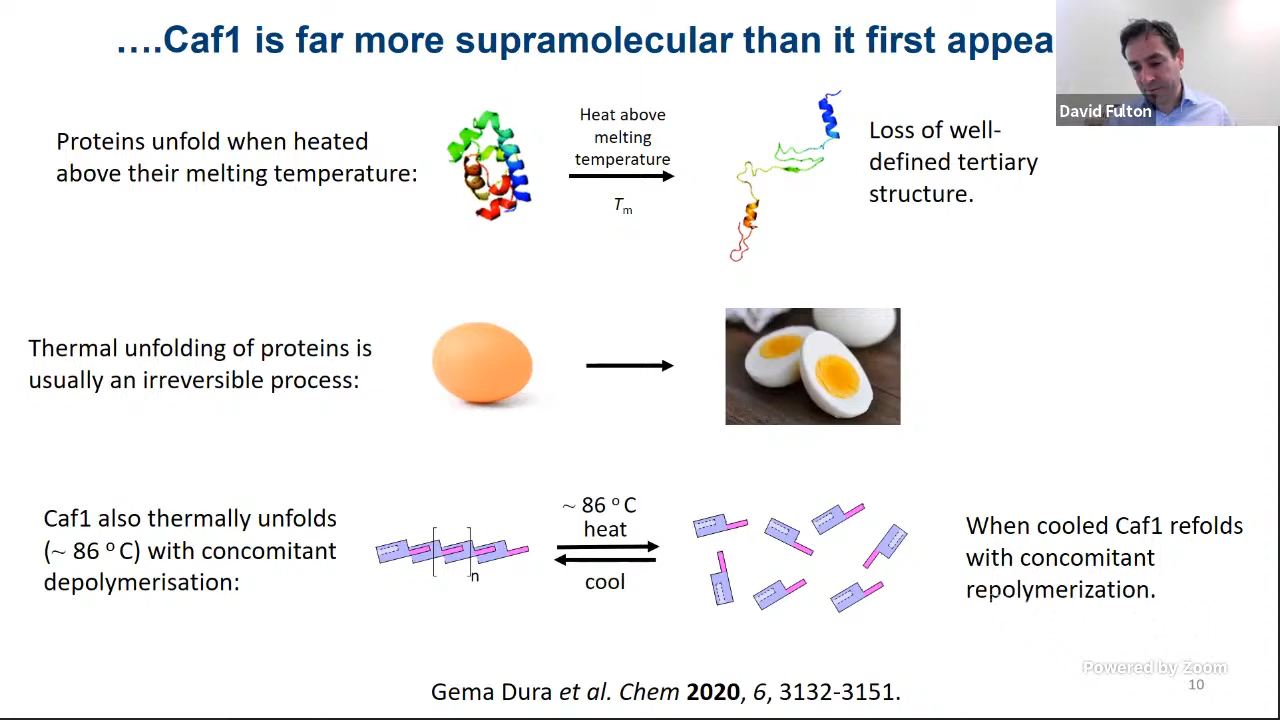 ….Caf1 is far more supramolecular than it first appea
David Fulton
Proteins unfold when heated
above their melting temperature:
Heat above
melting
temperature
Tm
Loss of well-
defined tertiary
structure.
Thermal unfolding of proteins is
usually an irreversible process:
Caf1 also thermally unfolds
(~ 86 ° C) with concomitant
depolymerisation:
n
~ 86 ° C
heat
cool
When cooled Caf1 refolds
with concomitant
repolymerization.
Powered by Zoom
10
Gema Dura et al. Chem 2020, 6, 3132-3151.